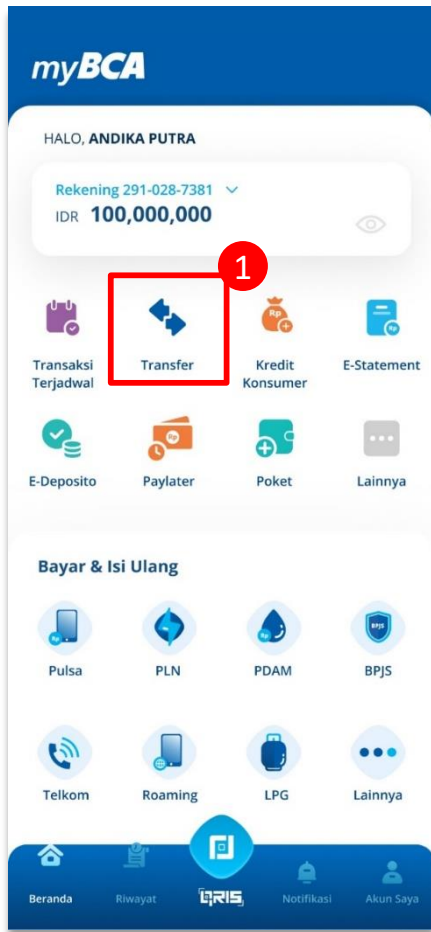 myBCA
HALO, ANDIKA PUTRA
Rekening 291-028-7381
IDR 100,000,000
1
Transaksi Terjadwal
Transfer
Kredit Konsumer
E-Statement
E-Deposito
Paylater
Poket
Lainnya
Bayar & Isi Ulang
Pulsa
PLN
PDAM
BPJS
Telkom
Roaming
LPG
Lainnya
Beranda
Riwayat
QRIS
Notifikasi
Akun Saya